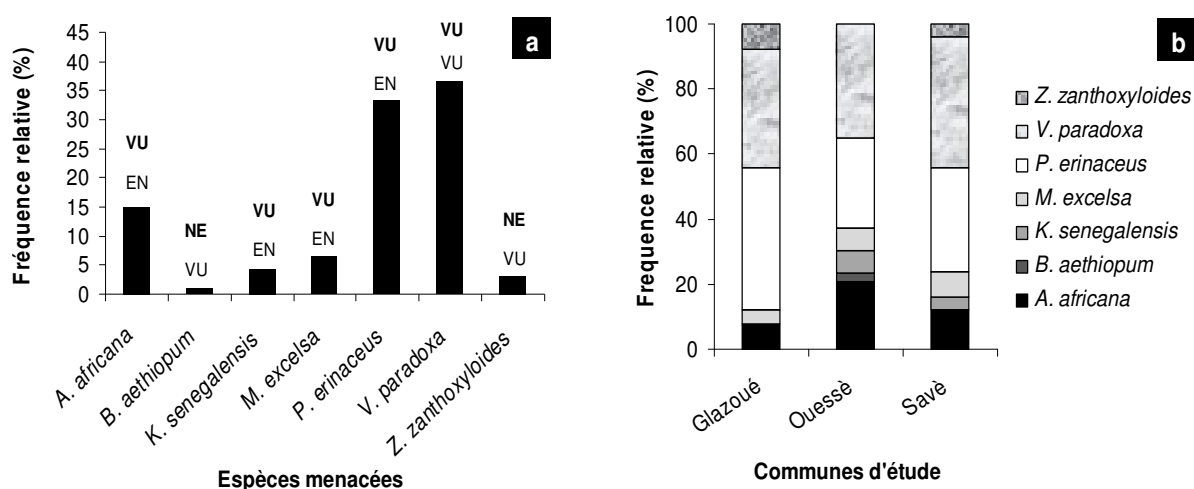 a
Fréquence relative (%)
45
40
35
30
25
20
15
10
5
0
VU
EN
NE
VU
VU
EN
VU
EN
VU
EN
VU
VU
NE
VU
A. africana
B. aethiopum
K. senegalensis
M. excelsa
P. erinaceus
V. paradoxa
Z. zanthoxyloides
Espèces menacées
b
Frequence relative (%)
100
80
60
40
20
0
Glazoué
Ouessè
Savè
Communes d'étude
Z. zanthoxyloides
V. paradoxa
P. erinaceus
M. excelsa
K. senegalensis
B. aethiopum
A. africana